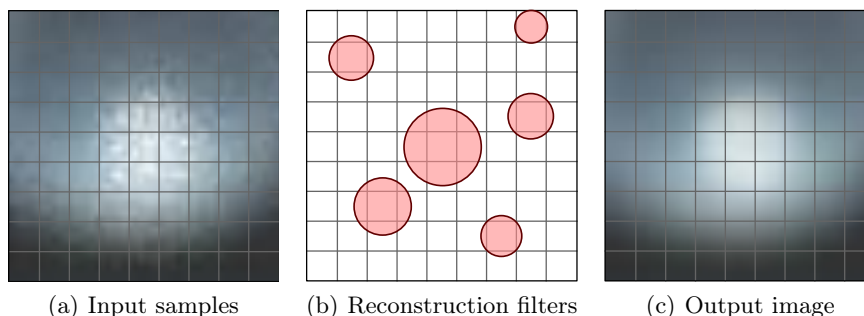 (a) Input samples
(b) Reconstruction filters
(c) Output image